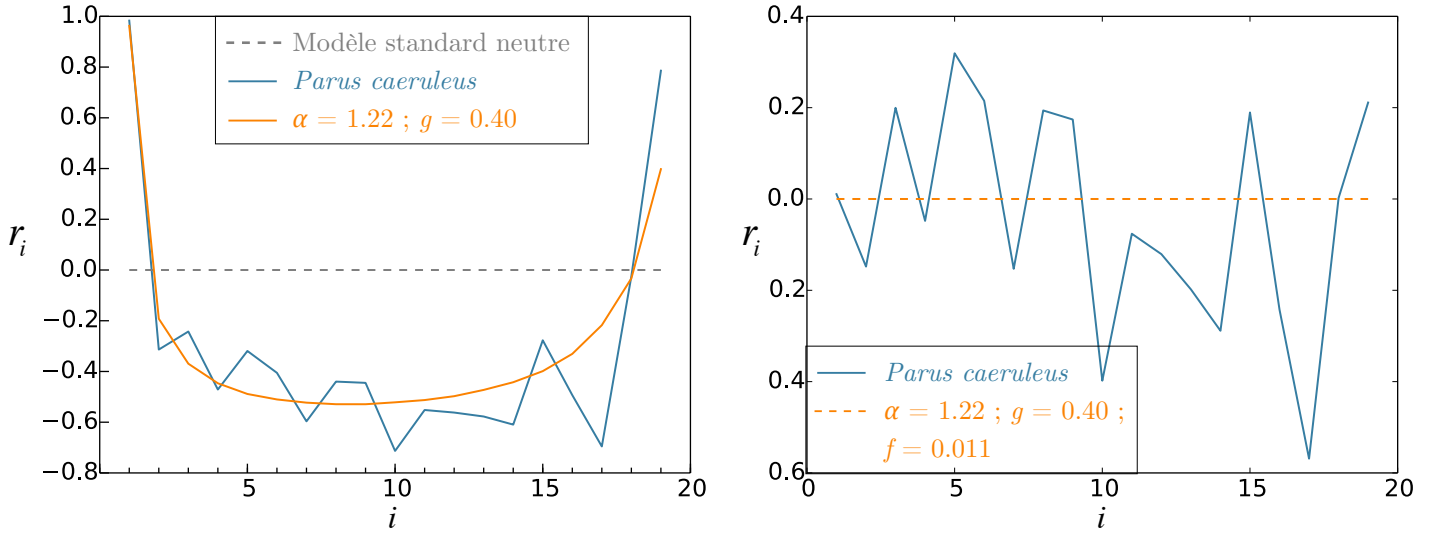 1.0
0.8
0.6
0.4
0.2
0.0
−0.2
−0.4
−0.6
−0.8
r_i
5
10
15
20
i
Modèle standard neutre
Parus caeruleus
α = 1.22 ; g = 0.40
0.4
0.2
0.0
0.2
0.4
0.6
r_i
0
5
10
15
20
i
Parus caeruleus
α = 1.22 ; g = 0.40 ;
f = 0.011